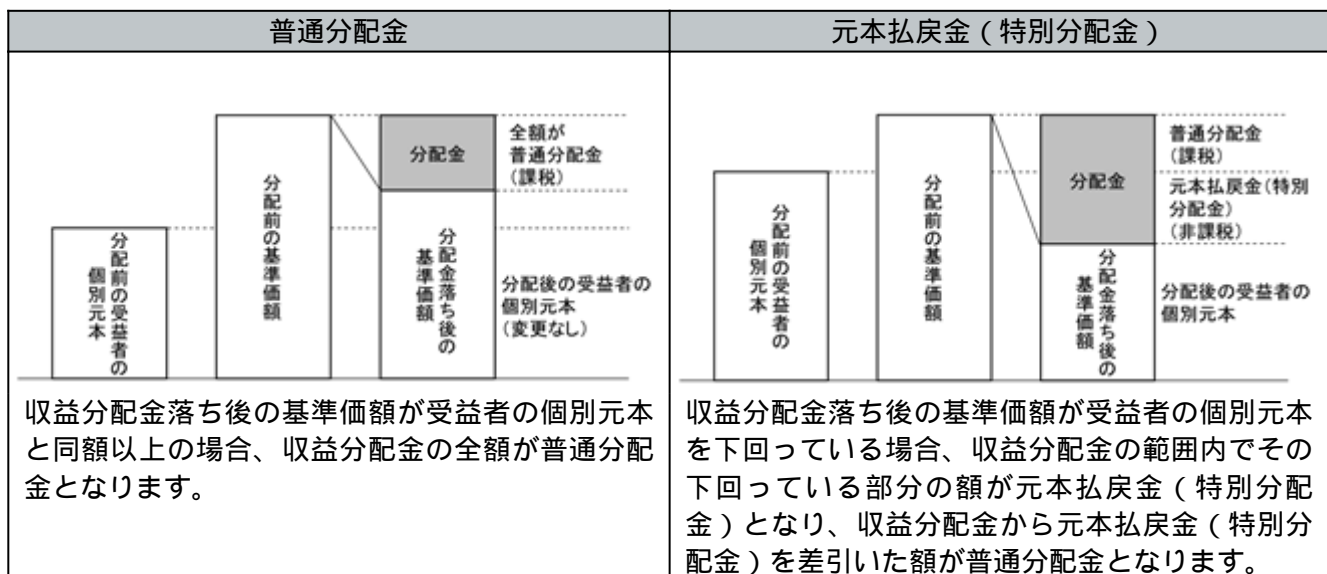 普通分配金
分配前の受益者の
個別元本
分配前の基準価額
分配金
分配金落ち後の
基準価額
全額が
普通分配金
(課税)
分配後の受益者の
個別元本
(変更なし)
収益分配金落ち後の基準価額が受益者の個別元本
と同額以上の場合、収益分配金の全額が普通分配
金となります。
元本払戻金(特別分配金)
分配前の受益者の
個別元本
分配前の基準価額
分配金
分配金落ち後の
基準価額
普通分配金
(課税)
元本払戻金(特別
分配金)
(非課税)
分配後の受益者の
個別元本
収益分配金落ち後の基準価額が受益者の個別元本
を下回っている場合、収益分配金の範囲内でその
下回っている部分の額が元本払戻金(特別分配
金)となり、収益分配金から元本払戻金(特別分
配金)を差引いた額が普通分配金となります。